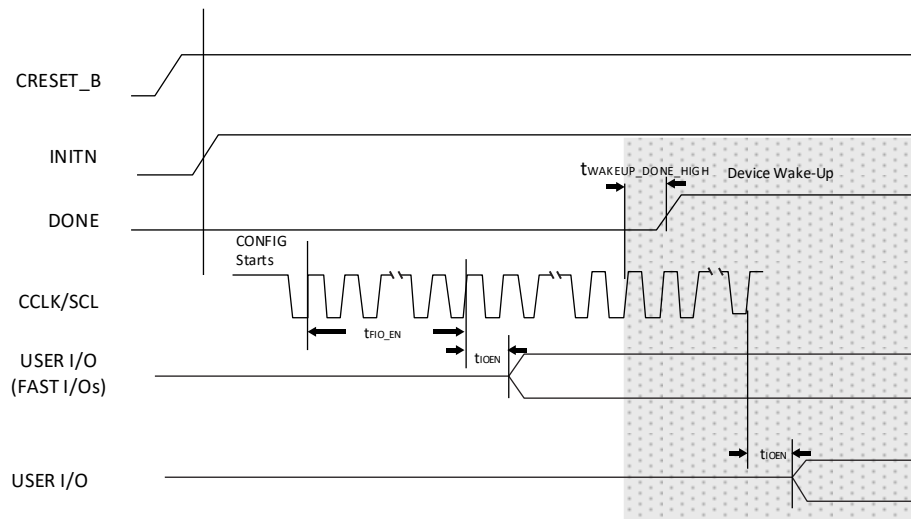 CRESET_B
INITN
tWAKEUP_DONE_HIGH Device Wake-Up
DONE
CONFIG
Starts
CCLK/SCL
tFIO_EN
USER I/O
(FAST I/Os)
tIOEN
tIOEN
USER I/O